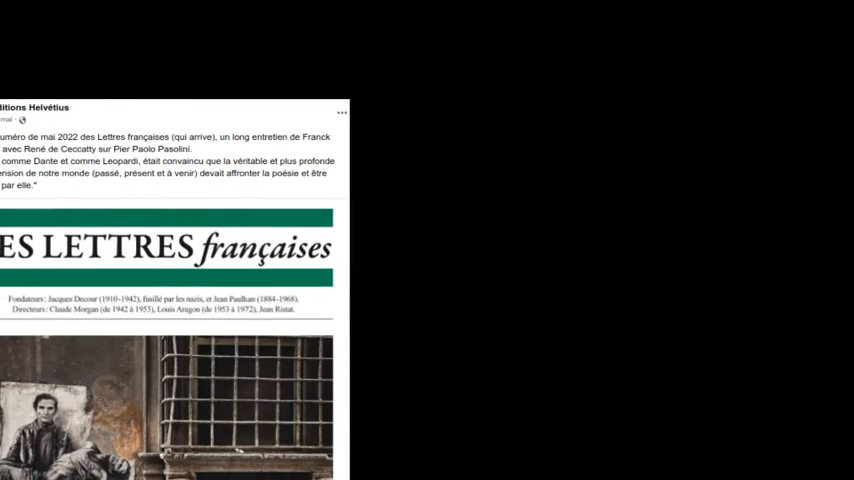 ditions Helvétius
mai
uméro de mai 2022 des Lettres françaises (qui arrive), un long entretien de Franck
avec René de Ceccatty sur Pier Paolo Pasolini.
comme Dante et comme Leopardi, était convaincu que la véritable et plus profonde
ension de notre monde (passé, présent et à venir) devait affronter la poésie et être
par elle."
ES LETTRES françaises
Fondateurs : Jacques Decour (1910-1942), fusillé par les nazis, et Jean Paulhan (1884-1968).
Directeurs : Claude Morgan (de 1942 à 1953), Louis Aragon (de 1953 à 1972), Jean Ristat.